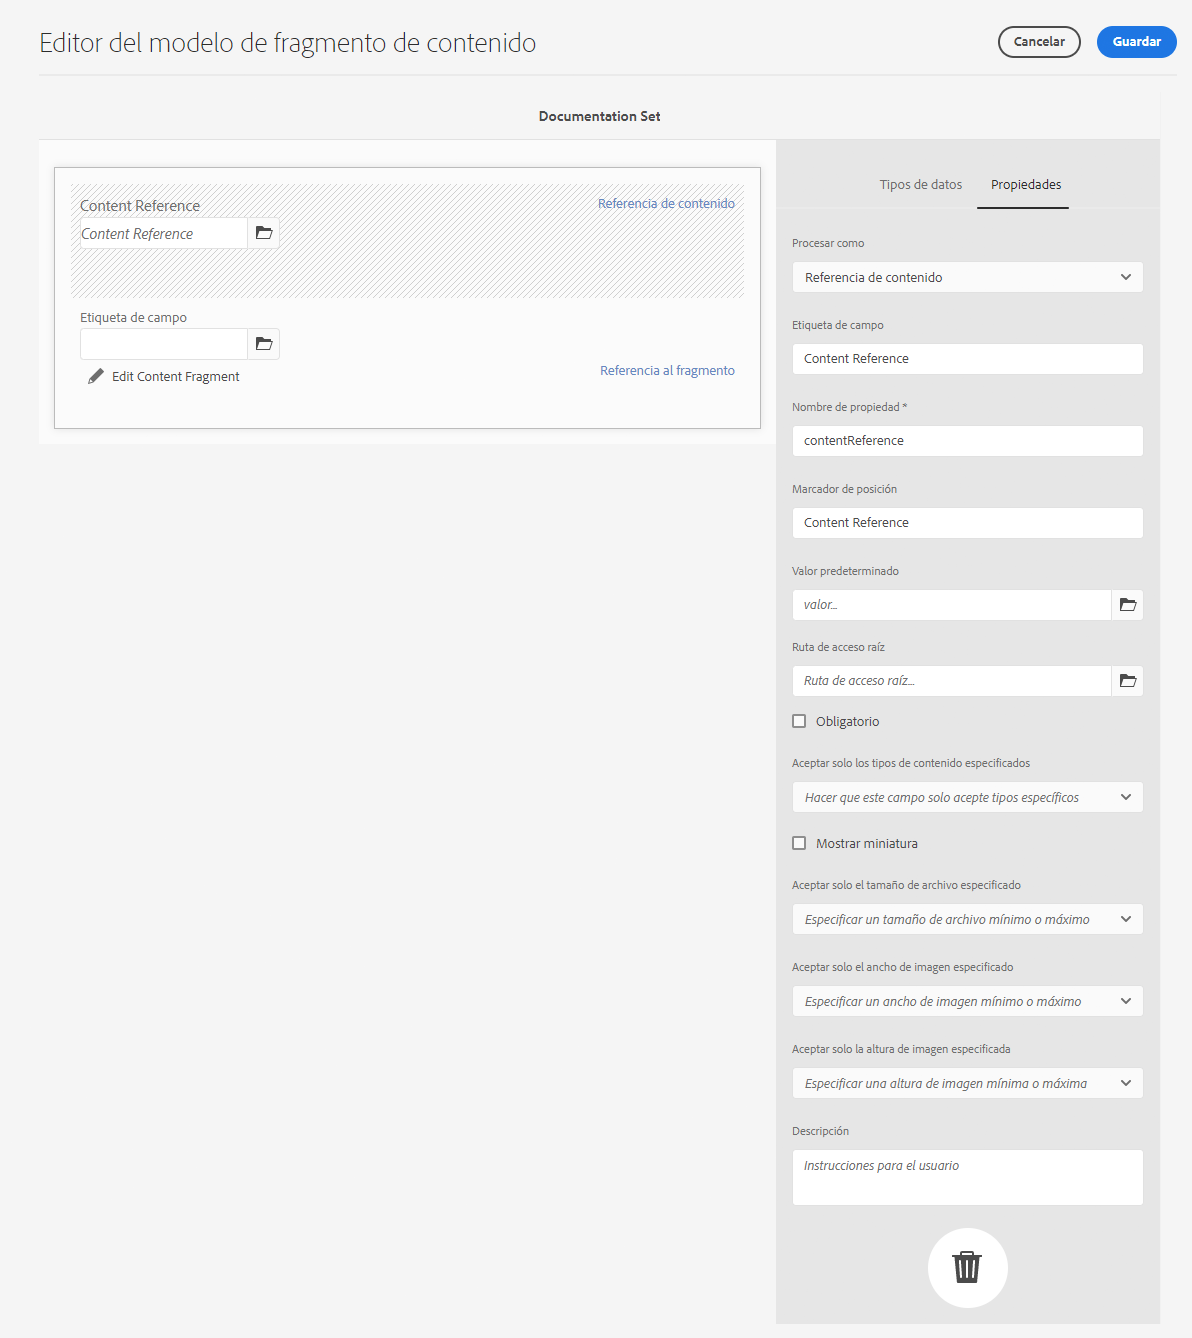 Editor del modelo de fragmento de contenido
Cancelar
Guardar
Documentation Set
Content Reference
Referencia de contenido
Content Reference
Etiqueta de campo
Edit Content Fragment
Referencia al fragmento
Tipos de datos
Propiedades
Procesar como
Referencia de contenido
Etiqueta de campo
Content Reference
Nombre de propiedad *
contentReference
Marcador de posición
Content Reference
Valor predeterminado
valor...
Ruta de acceso raíz
Ruta de acceso raíz...
Obligatorio
Aceptar solo los tipos de contenido especificados
Hacer que este campo solo acepte tipos específicos
Mostrar miniatura
Aceptar solo el tamaño de archivo especificado
Especificar un tamaño de archivo mínimo o máximo
Aceptar solo el ancho de imagen especificado
Especificar un ancho de imagen mínimo o máximo
Aceptar solo la altura de imagen especificada
Especificar una altura de imagen mínima o máxima
Descripción
Instrucciones para el usuario